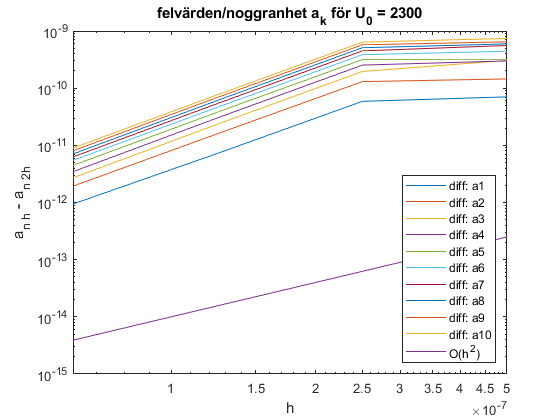 felvärden/noggranhet a_k för U_0 = 2300
10^-9
10^-10
10^-11
10^-12
10^-13
10^-14
10^-15
a_n h - a_n 2h
diff: a1
diff: a2
diff: a3
diff: a4
diff: a5
diff: a6
diff: a7
diff: a8
diff: a9
diff: a10
O(h^2)
1 1.5 2 2.5 3 3.5 4 4.5 5
×10^-7
h